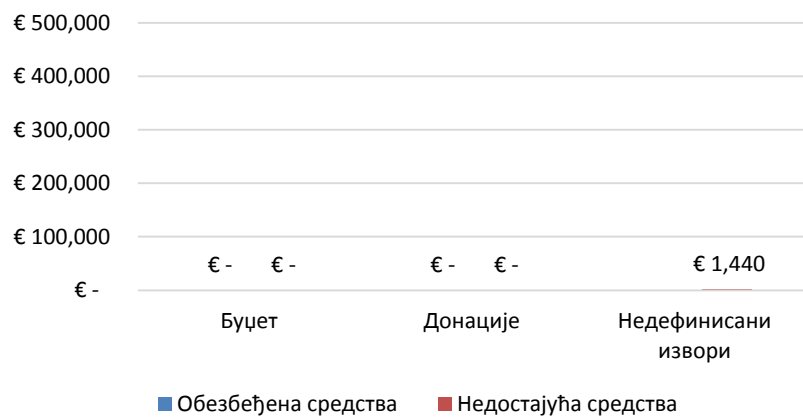 € 500,000
€ 400,000
€ 300,000
€ 200,000
€ 100,000
€ -
€ - € - € - € - € 1,440
Буџет Донације Недефинисани
извори
Обезбеђена средства Недостајућа средства